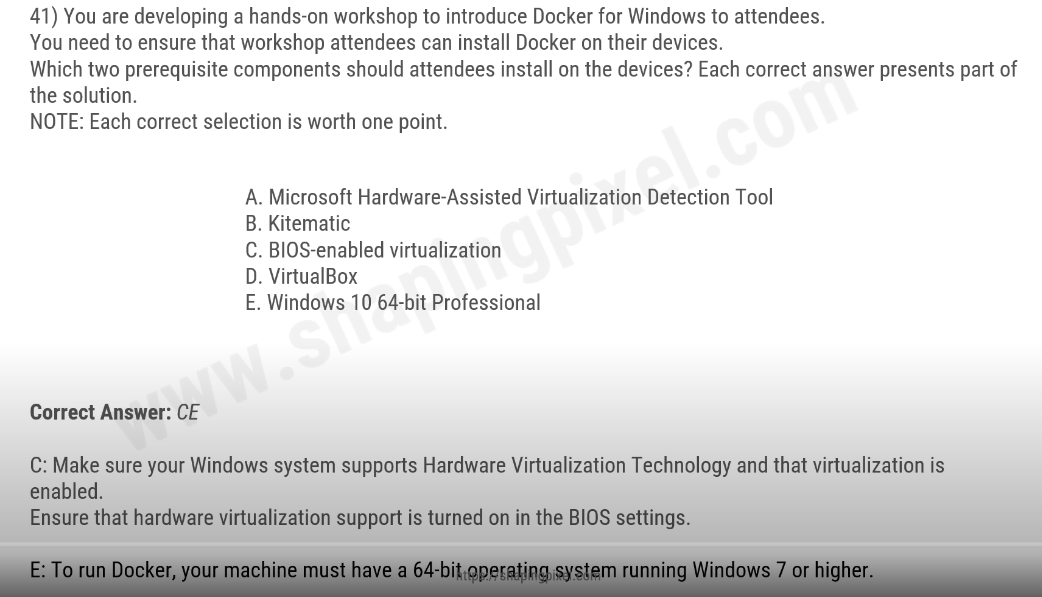 41) You are developing a hands-on workshop to introduce Docker for Windows to attendees.
You need to ensure that workshop attendees can install Docker on their devices.
Which two prerequisite components should attendees install on the devices? Each correct answer presents part of
the solution.
NOTE: Each correct selection is worth one point.
A. Microsoft Hardware-Assisted Virtualization Detection Tool
B. Kitematic
C. BIOS-enabled virtualization
D. VirtualBox
E. Windows 10 64-bit Professional
www.shapingpixel.com
Correct Answer: CE
C: Make sure your Windows system supports Hardware Virtualization Technology and that virtualization is
enabled.
Ensure that hardware virtualization support is turned on in the BIOS settings.
E: To run Docker, your machine must have a 64-bit operating system running Windows 7 or higher.
https://shapingpixel.com